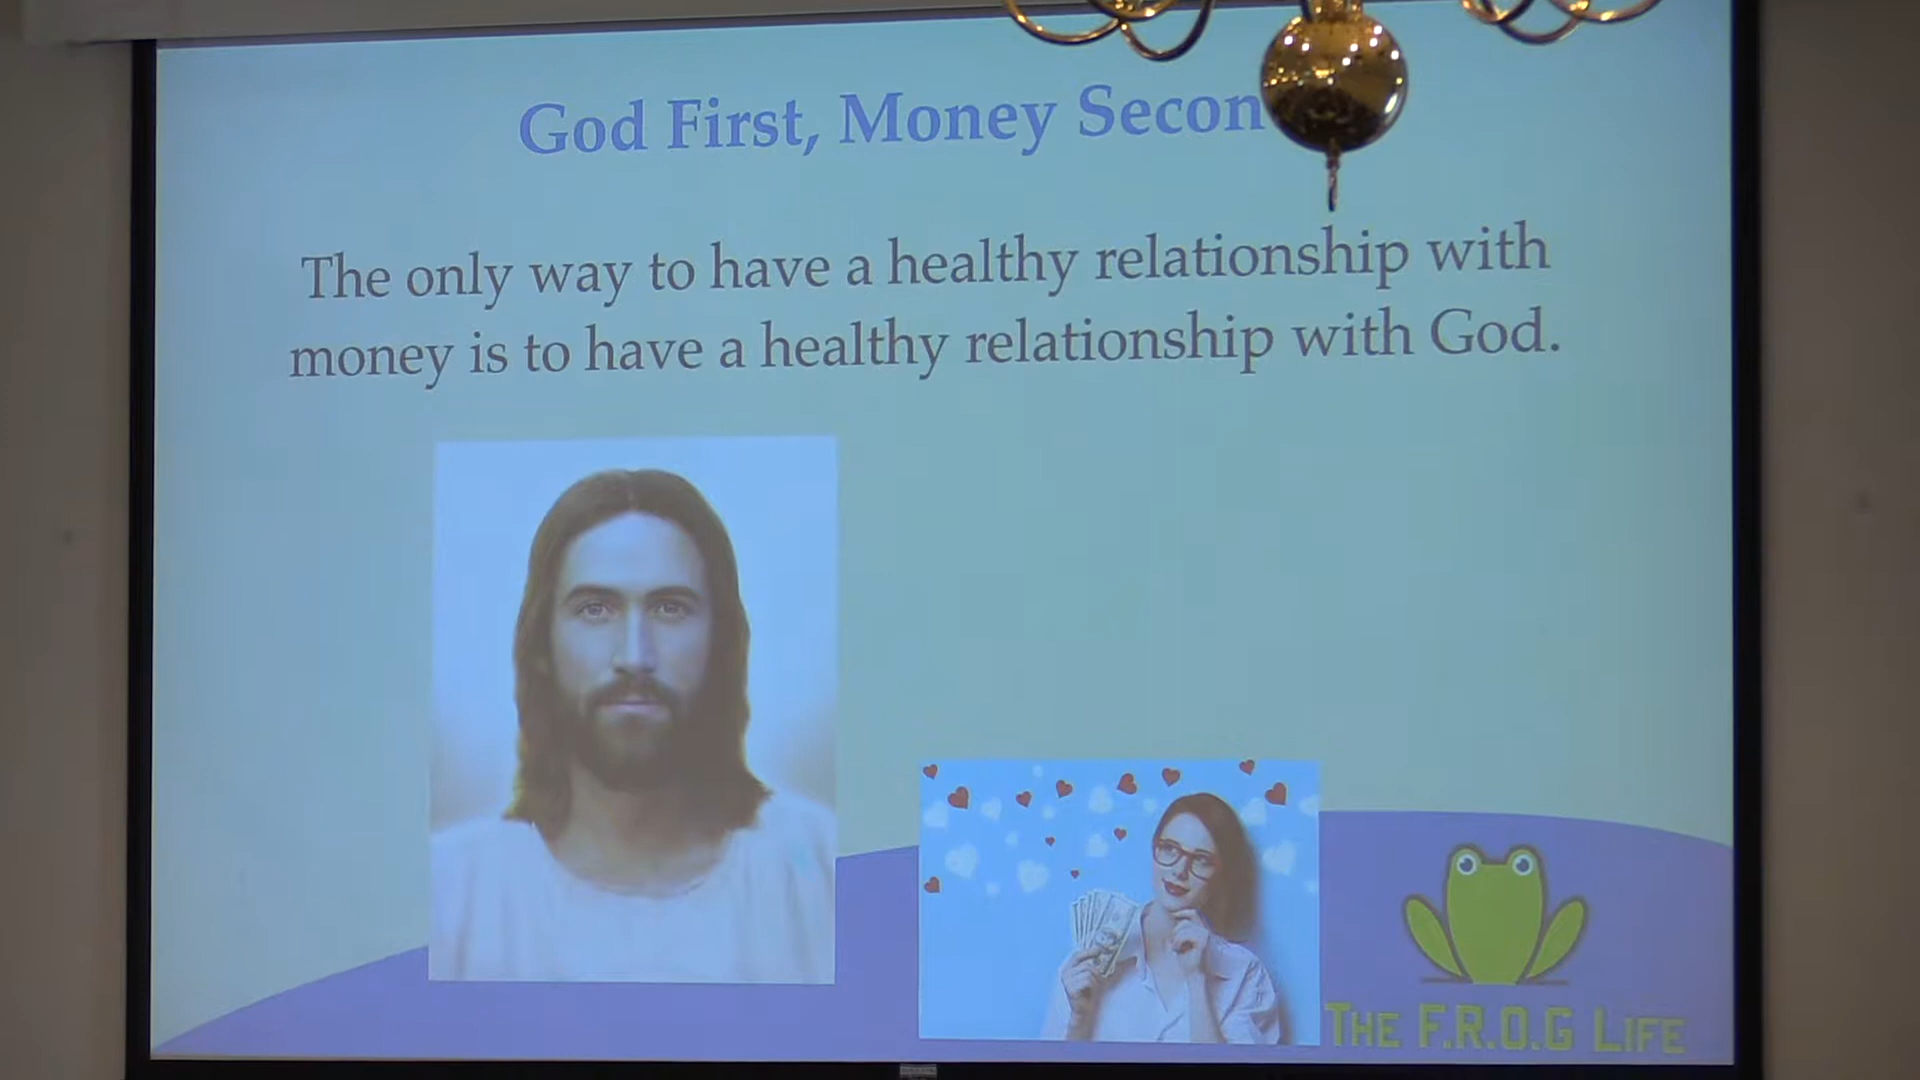 God First, Money Secon
The only way to have a healthy relationship with
money is to have a healthy relationship with God.
THE F.R.O.G LIFE